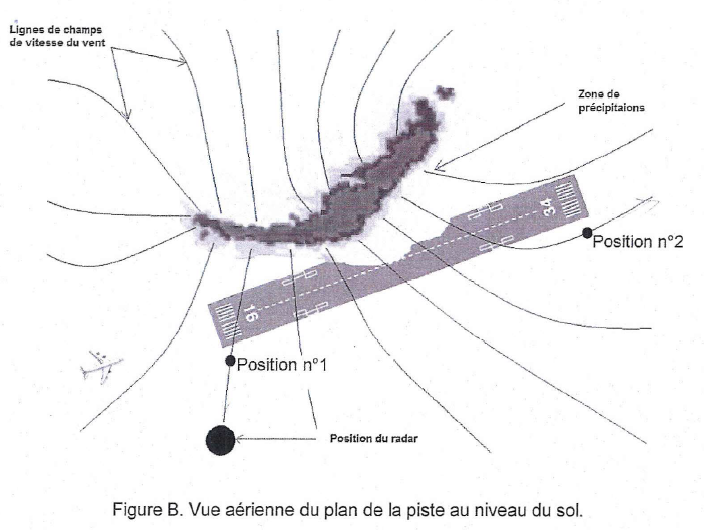 Lignes de champs
de vitesse du vent
Zone de
précipitaions
34
Position n°2
16
Position n°1
Position du radar
Figure B. Vue aérienne du plan de la piste au niveau du sol.